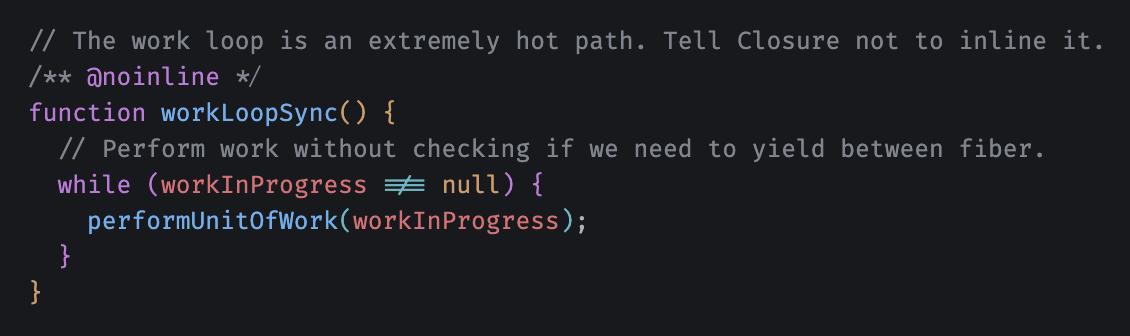 // The work loop is an extremely hot path. Tell Closure not to inline it.
/** @noinline */
function workLoopSync() {
  // Perform work without checking if we need to yield between fiber.
  while (workInProgress !== null) {
    performUnitOfWork(workInProgress);
  }
}